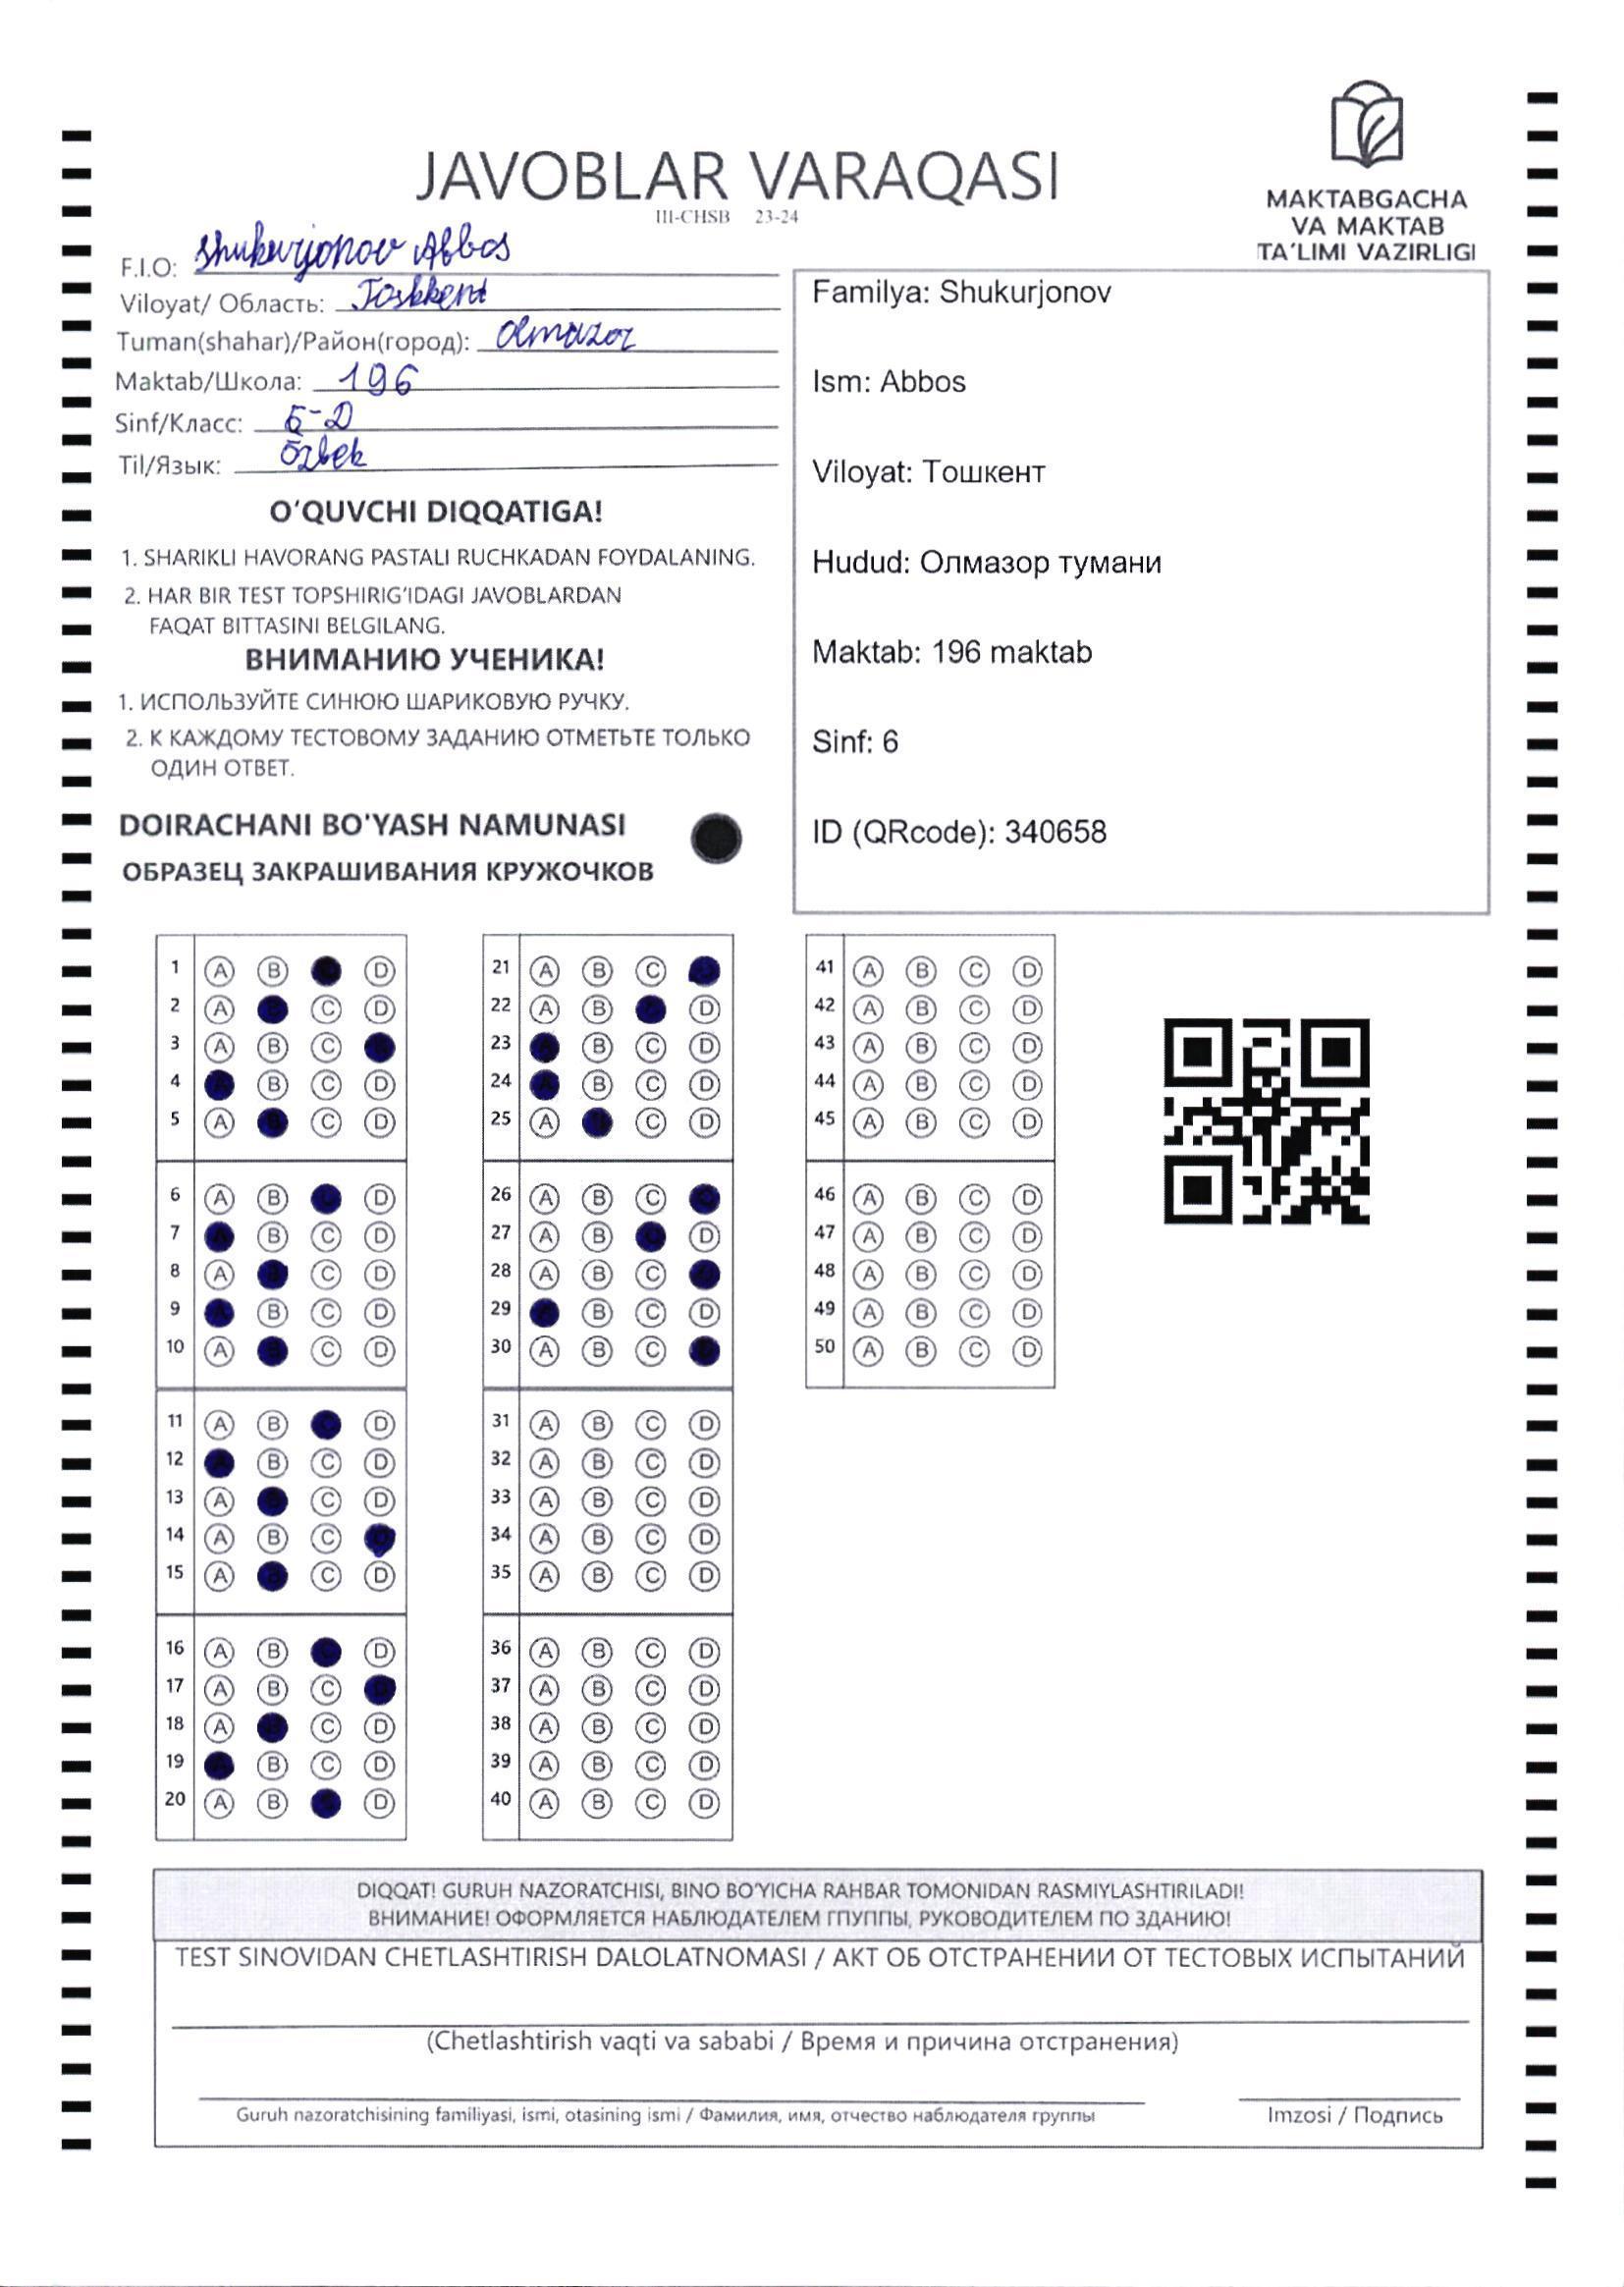 JAVOBLAR VARAQASI
III-CHSB 23-24
MAKTABGACHA
VA MAKTAB
TA'LIMI VAZIRLIGI
F.I.O: Shukurjonov Abbos
Viloyat/ Область: Toshkent
Tuman(shahar)/Район(город): Olmazor
Maktab/Школа: 196
Sinf/Класс: 6-D
Til/Язык: Özbek
Familya: Shukurjonov
Ism: Abbos
Viloyat: Тошкент
Hudud: Олмазор тумани
Maktab: 196 maktab
Sinf: 6
ID (QRcode): 340658
O'QUVCHI DIQQATIGA!
1. SHARIKLI HAVORANG PASTALI RUCHKADAN FOYDALANING.
2. HAR BIR TEST TOPSHIRIG'IDAGI JAVOBLARDAN
FAQAT BITTASINI BELGILANG.
ВНИМАНИЮ УЧЕНИКА!
1. ИСПОЛЬЗУЙТЕ СИНЮЮ ШАРИКОВУЮ РУЧКУ.
2. К КАЖДОМУ ТЕСТОВОМУ ЗАДАНИЮ ОТМЕТЬТЕ ТОЛЬКО
ОДИН ОТВЕТ.
DOIRACHANI BO'YASH NAMUNASI
ОБРАЗЕЦ ЗАКРАШИВАНИЯ КРУЖОЧКОВ
1 A B D
2 A C D
3 A B C
4 B C D
5 A C D
6 A B D
7 B C D
8 A C D
9 B C D
10 A C D
11 A B D
12 B C D
13 A C D
14 A B C
15 A C D
16 A B D
17 A B C
18 A C D
19 B C D
20 A B D
21 A B C
22 A B D
23 B C D
24 B C D
25 A C D
26 A B C
27 A B D
28 A B C
29 B C D
30 A B C
31 A B C D
32 A B C D
33 A B C D
34 A B C D
35 A B C D
36 A B C D
37 A B C D
38 A B C D
39 A B C D
40 A B C D
41 A B C D
42 A B C D
43 A B C D
44 A B C D
45 A B C D
46 A B C D
47 A B C D
48 A B C D
49 A B C D
50 A B C D
DIQQAT! GURUH NAZORATCHISI, BINO BO'YICHA RAHBAR TOMONIDAN RASMIYLASHTIRILADI!
ВНИМАНИЕ! ОФОРМЛЯЕТСЯ НАБЛЮДАТЕЛЕМ ГПУППЫ, РУКОВОДИТЕЛЕМ ПО ЗДАНИЮ!
TEST SINOVIDAN CHETLASHTIRISH DALOLATNOMASI / АКТ ОБ ОТСТРАНЕНИИ ОТ ТЕСТОВЫХ ИСПЫТАНИЙ
(Chetlashtirish vaqti va sababi / Время и причина отстранения)
Guruh nazoratchisining familiyasi, ismi, otasining ismi / Фамилия, имя, отчество наблюдателя группы
Imzosi / Подпись